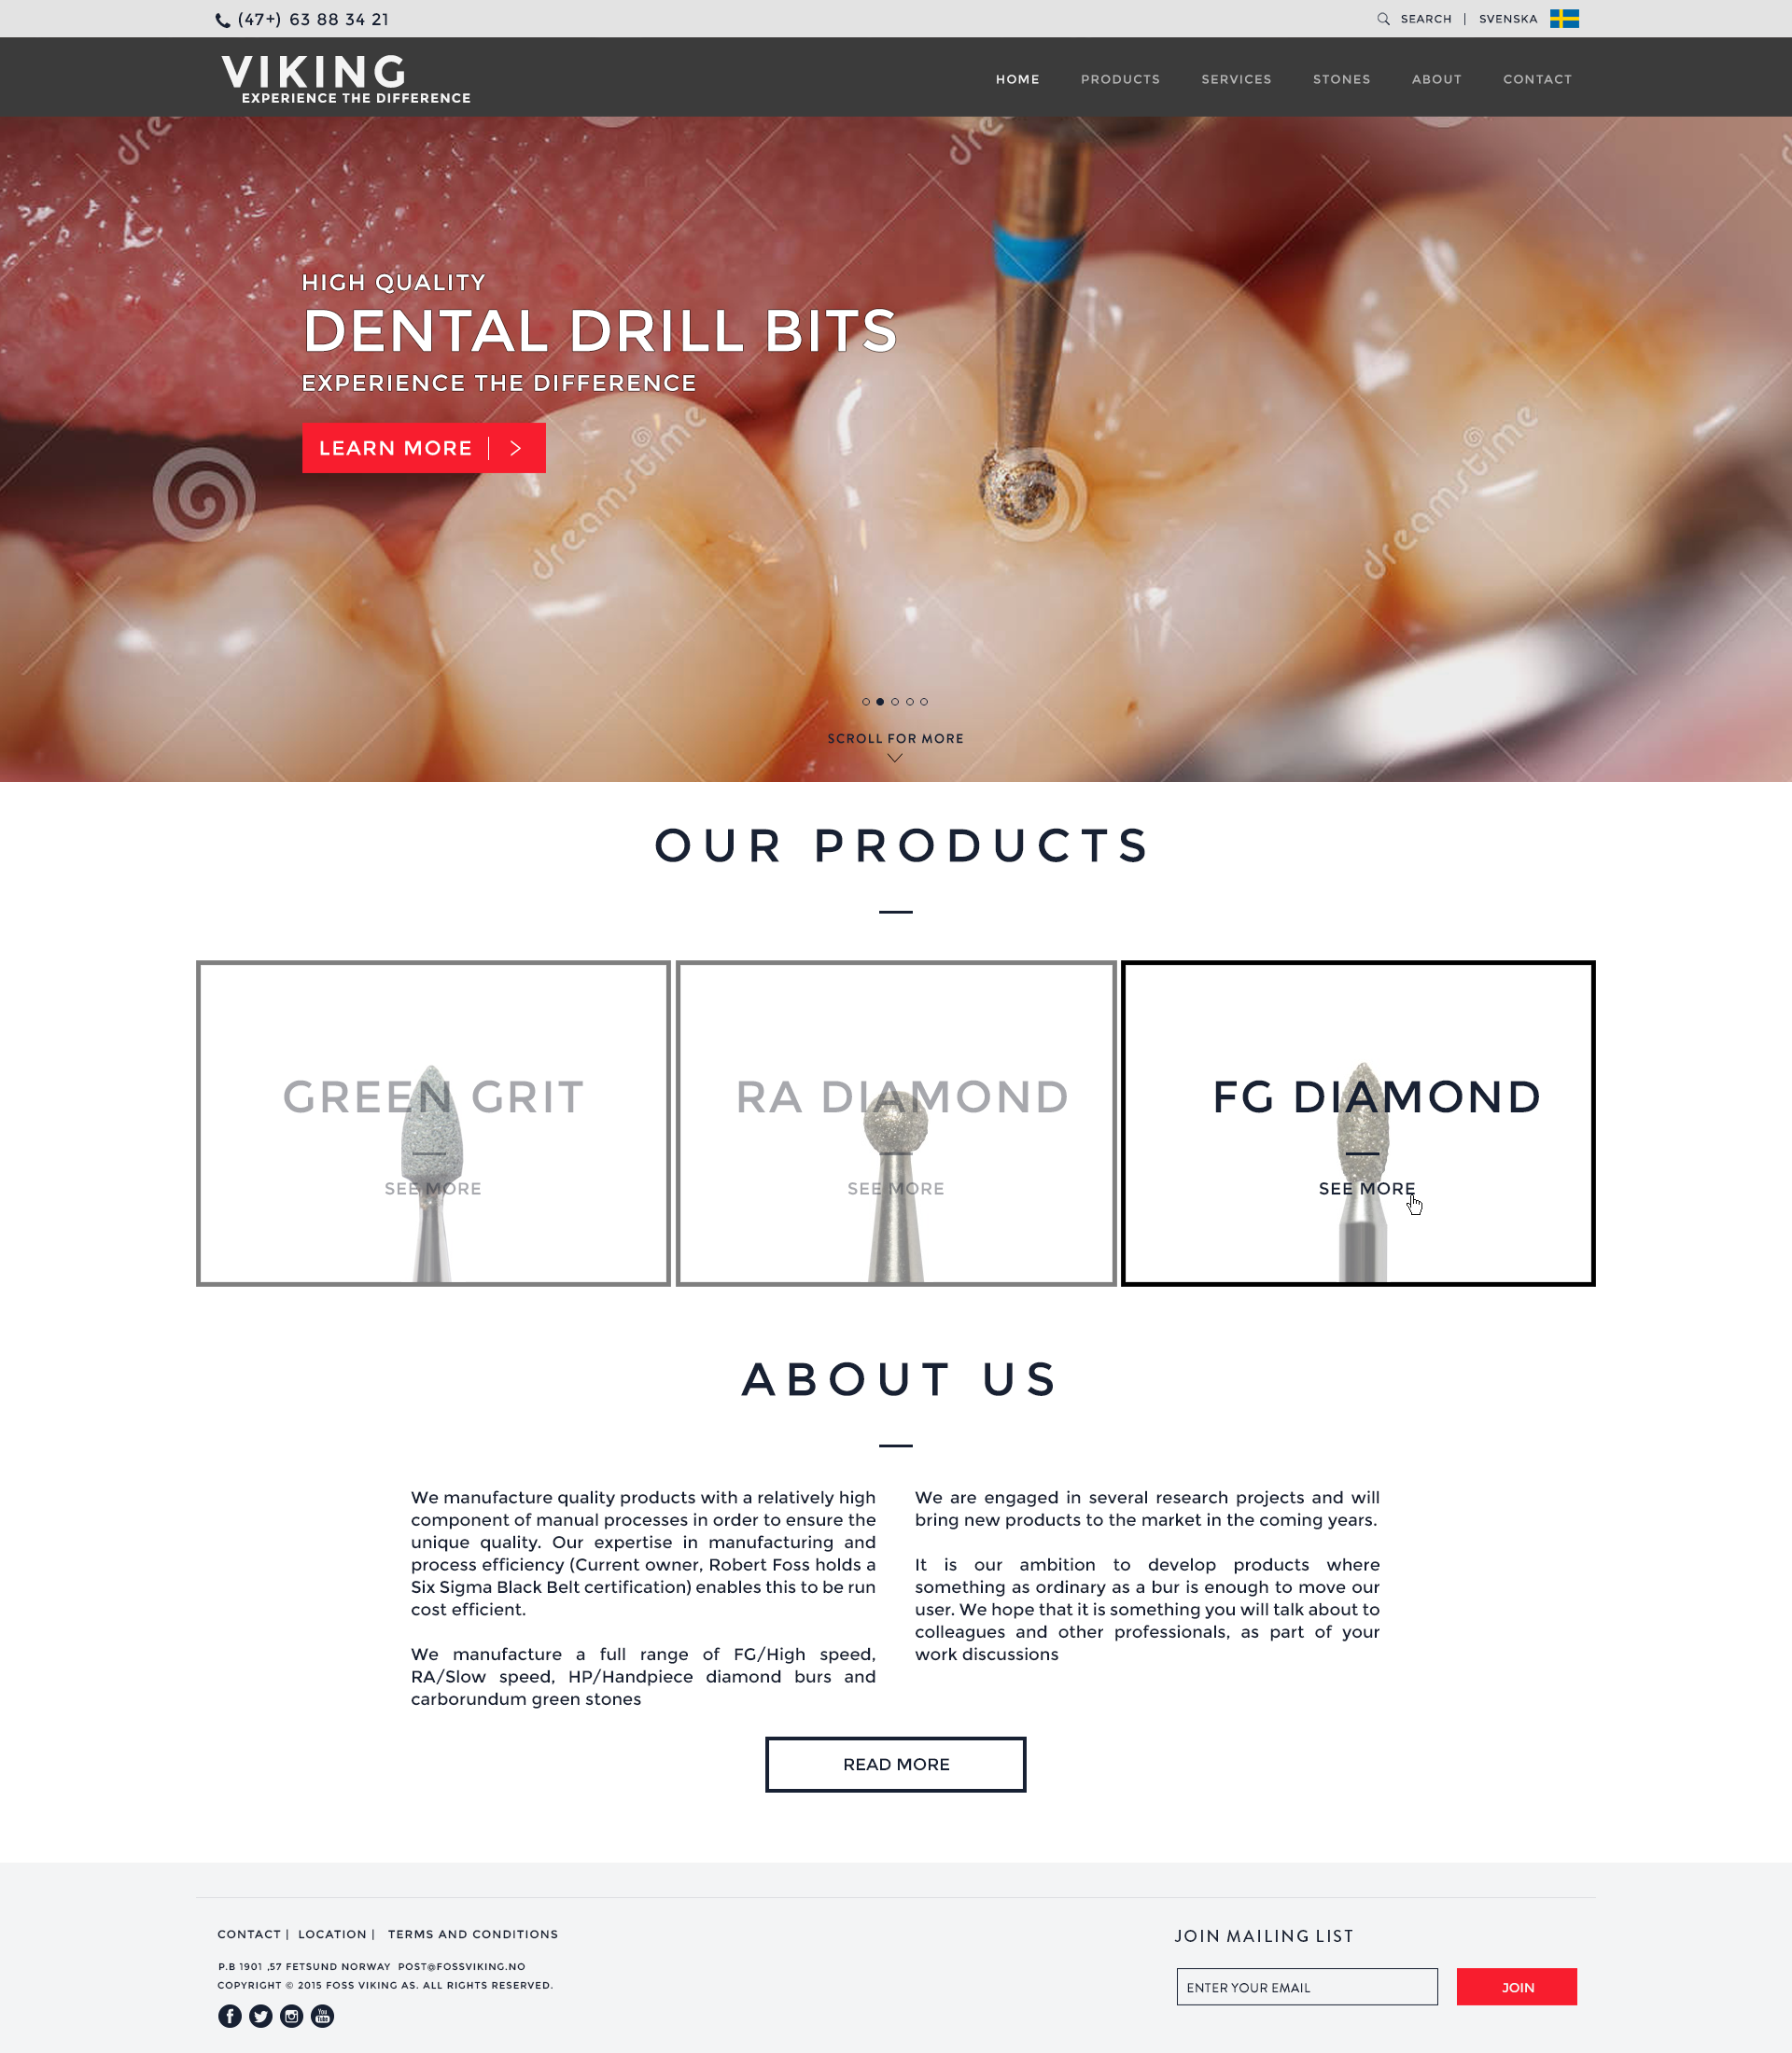 (47+) 63 88 34 21
SEARCH | SVENSKA
VIKING
EXPERIENCE THE DIFFERENCE
HOME PRODUCTS SERVICES STONES ABOUT CONTACT
HIGH QUALITY
DENTAL DRILL BITS
EXPERIENCE THE DIFFERENCE
LEARN MORE | >
dreamstime
dreamstime
SCROLL FOR MORE
OUR PRODUCTS
GREEN GRIT
SEE MORE
RA DIAMOND
SEE MORE
FG DIAMOND
SEE MORE
ABOUT US
We manufacture quality products with a relatively high
component of manual processes in order to ensure the
unique quality. Our expertise in manufacturing and
process efficiency (Current owner, Robert Foss holds a
Six Sigma Black Belt certification) enables this to be run
cost efficient.
We manufacture a full range of FG/High speed,
RA/Slow speed, HP/Handpiece diamond burs and
carborundum green stones
We are engaged in several research projects and will
bring new products to the market in the coming years.
It is our ambition to develop products where
something as ordinary as a bur is enough to move our
user. We hope that it is something you will talk about to
colleagues and other professionals, as part of your
work discussions
READ MORE
CONTACT | LOCATION | TERMS AND CONDITIONS
P.B 1901 ,57 FETSUND NORWAY POST@FOSSVIKING.NO
COPYRIGHT © 2015 FOSS VIKING AS. ALL RIGHTS RESERVED.
You Tube
JOIN MAILING LIST
ENTER YOUR EMAIL
JOIN